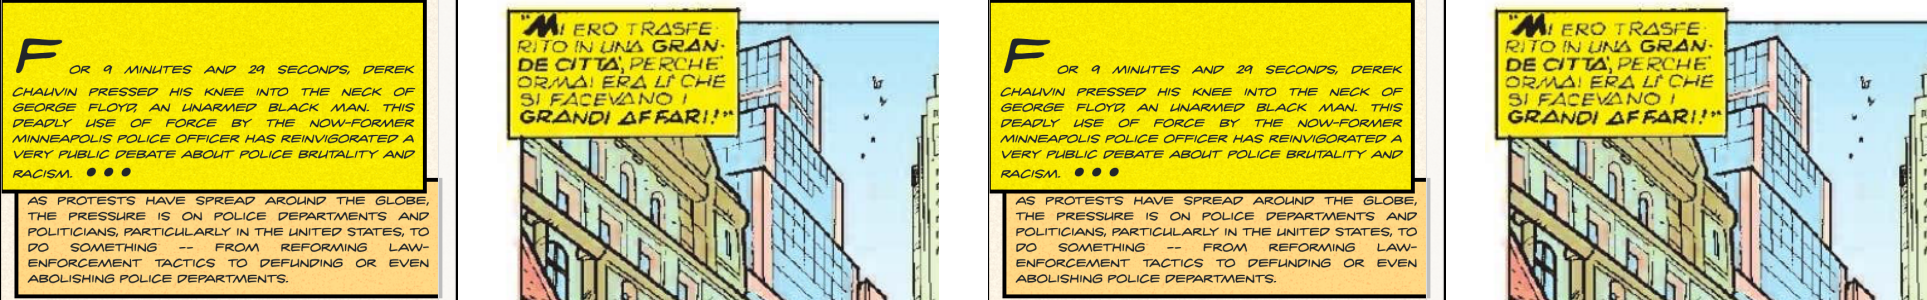 FOR 9 MINUTES AND 29 SECONDS, DEREK
CHAUVIN PRESSED HIS KNEE INTO THE NECK OF
GEORGE FLOYD, AN UNARMED BLACK MAN. THIS
DEADLY USE OF FORCE BY THE NOW-FORMER
MINNEAPOLIS POLICE OFFICER HAS REINVIGORATED A
VERY PUBLIC DEBATE ABOUT POLICE BRUTALITY AND
RACISM. ●●●
AS PROTESTS HAVE SPREAD AROUND THE GLOBE,
THE PRESSURE IS ON POLICE DEPARTMENTS AND
POLITICIANS, PARTICULARLY IN THE UNITED STATES, TO
DO SOMETHING -- FROM REFORMING LAW-
ENFORCEMENT TACTICS TO DEFUNDING OR EVEN
ABOLISHING POLICE DEPARTMENTS.
"MI ERO TRASFE-
RITO IN UNA GRAN-
DE CITTA', PERCHE'
ORMAI ERA LI' CHE
SI FACEVANO I
GRANDI AFFARI!"
FOR 9 MINUTES AND 29 SECONDS, DEREK
CHAUVIN PRESSED HIS KNEE INTO THE NECK OF
GEORGE FLOYD, AN UNARMED BLACK MAN. THIS
DEADLY USE OF FORCE BY THE NOW-FORMER
MINNEAPOLIS POLICE OFFICER HAS REINVIGORATED A
VERY PUBLIC DEBATE ABOUT POLICE BRUTALITY AND
RACISM. ●●●
AS PROTESTS HAVE SPREAD AROUND THE GLOBE,
THE PRESSURE IS ON POLICE DEPARTMENTS AND
POLITICIANS, PARTICULARLY IN THE UNITED STATES, TO
DO SOMETHING -- FROM REFORMING LAW-
ENFORCEMENT TACTICS TO DEFUNDING OR EVEN
ABOLISHING POLICE DEPARTMENTS.
"MI ERO TRASFE-
RITO IN UNA GRAN-
DE CITTA', PERCHE'
ORMAI ERA LI' CHE
SI FACEVANO I
GRANDI AFFARI!"